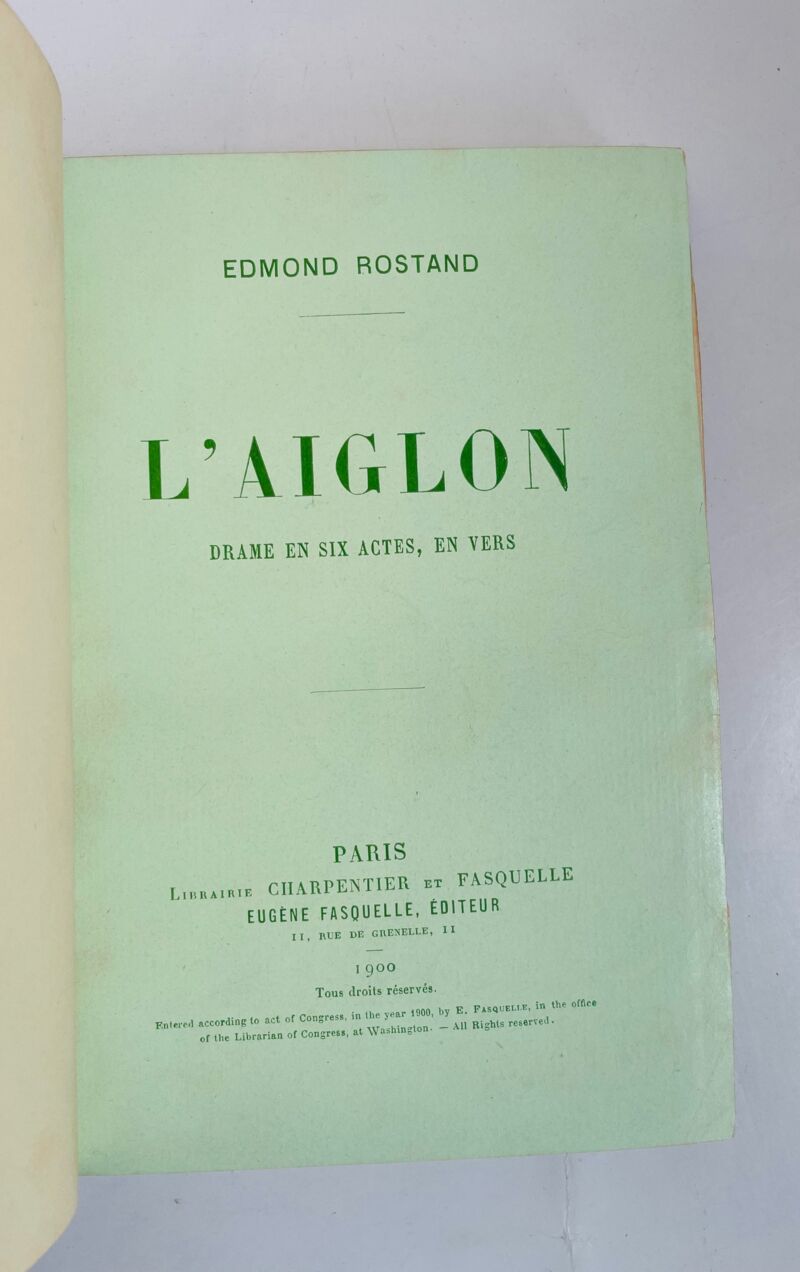 EDMOND ROSTAND
L'AIGLON
DRAME EN SIX ACTES, EN VERS
PARIS
LIBRAIRIE CHARPENTIER ET FASQUELLE
EUGÈNE FASQUELLE, ÉDITEUR
11, RUE DE GRENELLE, 11
1900
Tous droits réservés.
Entered according to act of Congress, in the year 1900, by E. FASQUELLE, in the office
of the Librarian of Congress, at Washington. — All Rights reserved.